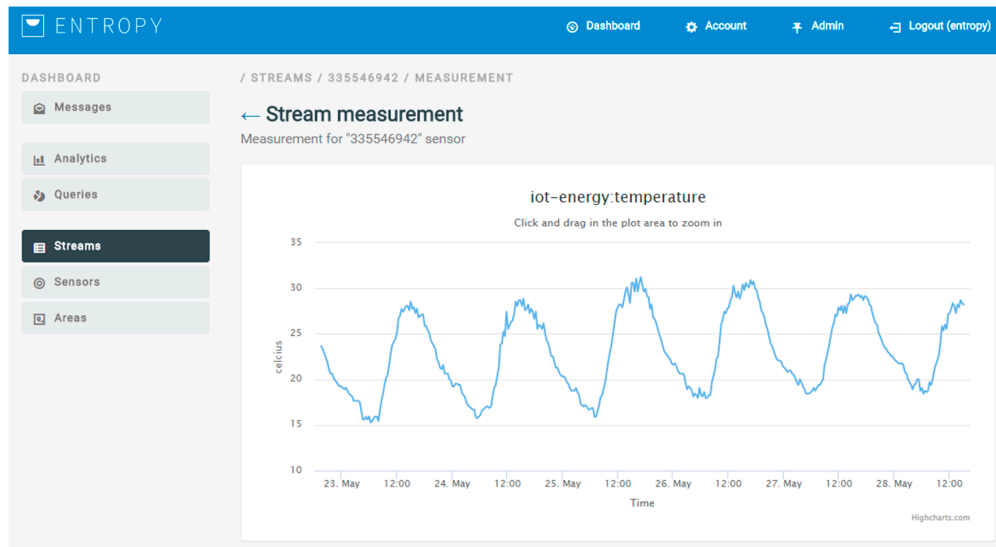 ENTROPY
Dashboard Account Admin Logout (entropy)
DASHBOARD
Messages
Analytics
Queries
Streams
Sensors
Areas
/ STREAMS / 335546942 / MEASUREMENT
← Stream measurement
Measurement for "335546942" sensor
iot-energy:temperature
Click and drag in the plot area to zoom in
35
30
25
20
15
10
celcius
23. May 12:00 24. May 12:00 25. May 12:00 26. May 12:00 27. May 12:00 28. May 12:00
Time
Highcharts.com